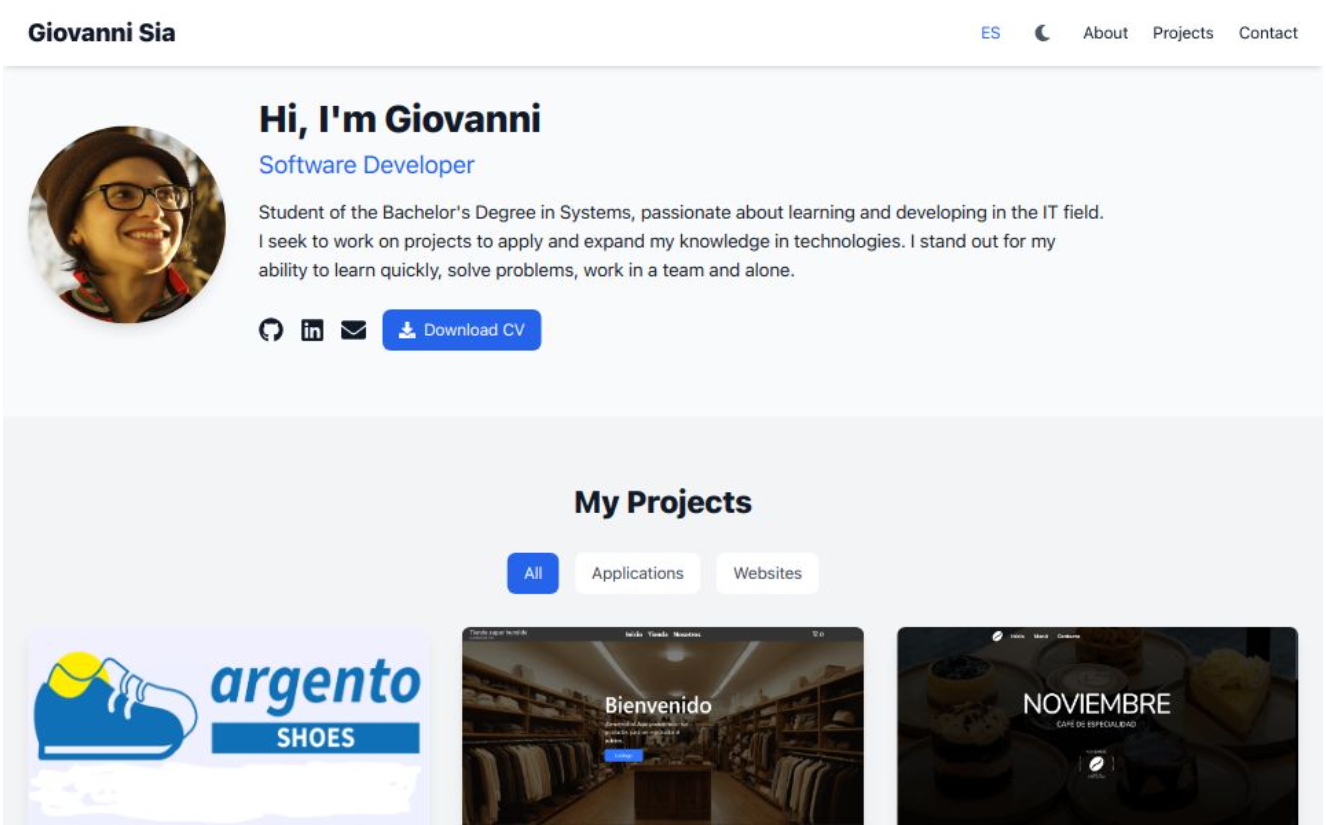 Giovanni Sia
ES
About
Projects
Contact
Hi, I'm Giovanni
Software Developer
Student of the Bachelor's Degree in Systems, passionate about learning and developing in the IT field.
I seek to work on projects to apply and expand my knowledge in technologies. I stand out for my
ability to learn quickly, solve problems, work in a team and alone.
in
Download CV
My Projects
All
Applications
Websites
argento
SHOES
Tienda super humilde
Inicio Tienda Nosotros
0
Bienvenido
Inicio Menú Contacto
NOVIEMBRE
CAFÉ DE ESPECIALIDAD